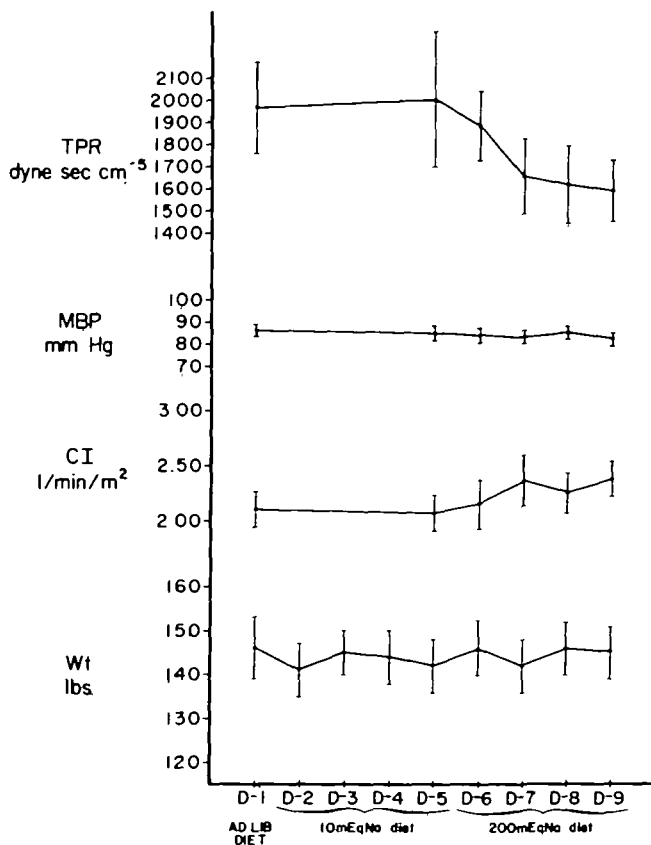 2100
2000
1900
1800
1700
1600
1500
1400
TPR
dyne sec cm⁻⁵
100
90
80
70
MBP
mm Hg
3 00
2.50
2 00
CI
l/min/m²
160
150
140
130
120
Wt
lbs.
D-1 D-2 D-3 D-4 D-5 D-6 D-7 D-8 D-9
AD LIB
DIET
10mEqNa diet
200mEqNa diet